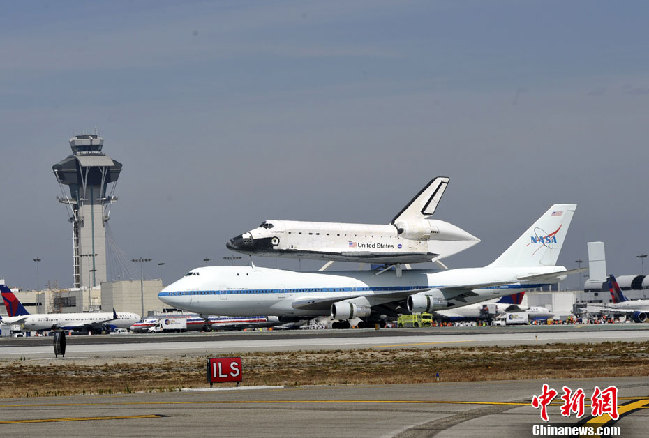 United States
NASA
ILS
中新网
Chinanews.com